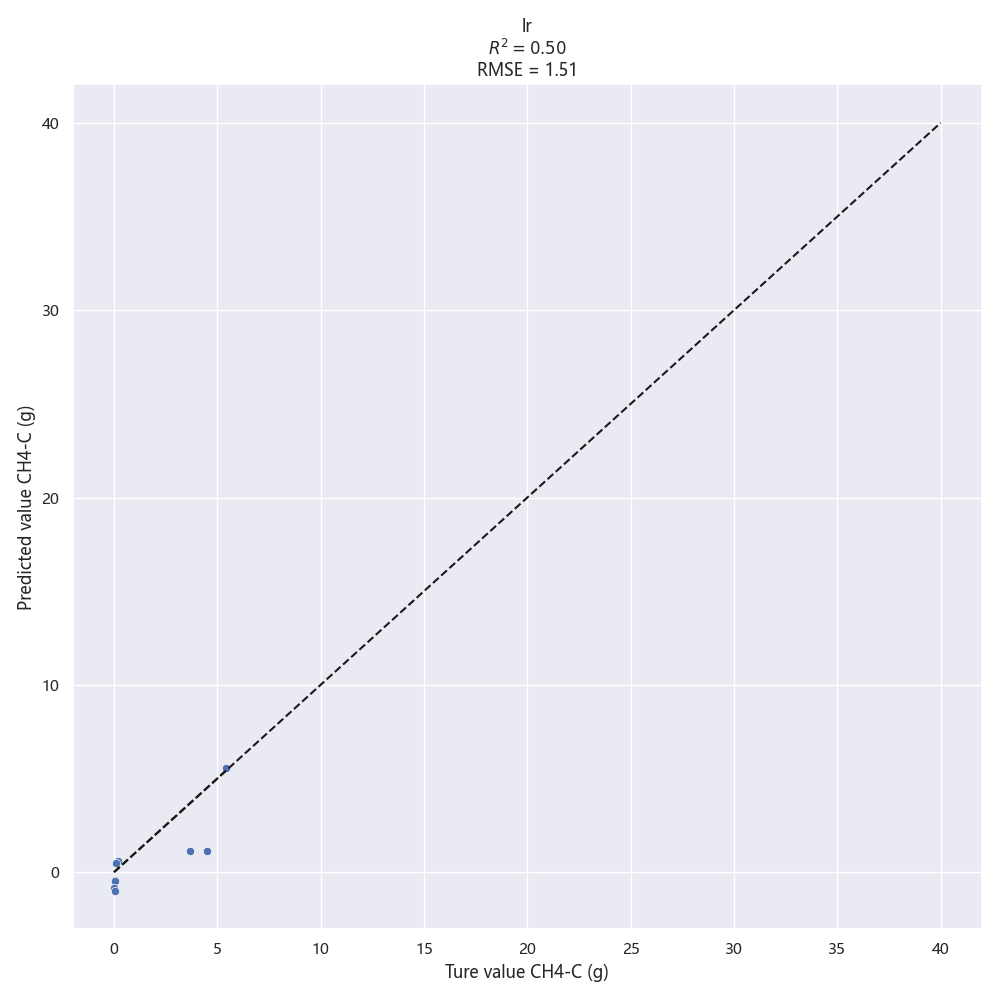 lr
R² = 0.50
RMSE = 1.51
40
30
20
10
0
Predicted value CH4-C (g)
0 5 10 15 20 25 30 35 40
Ture value CH4-C (g)